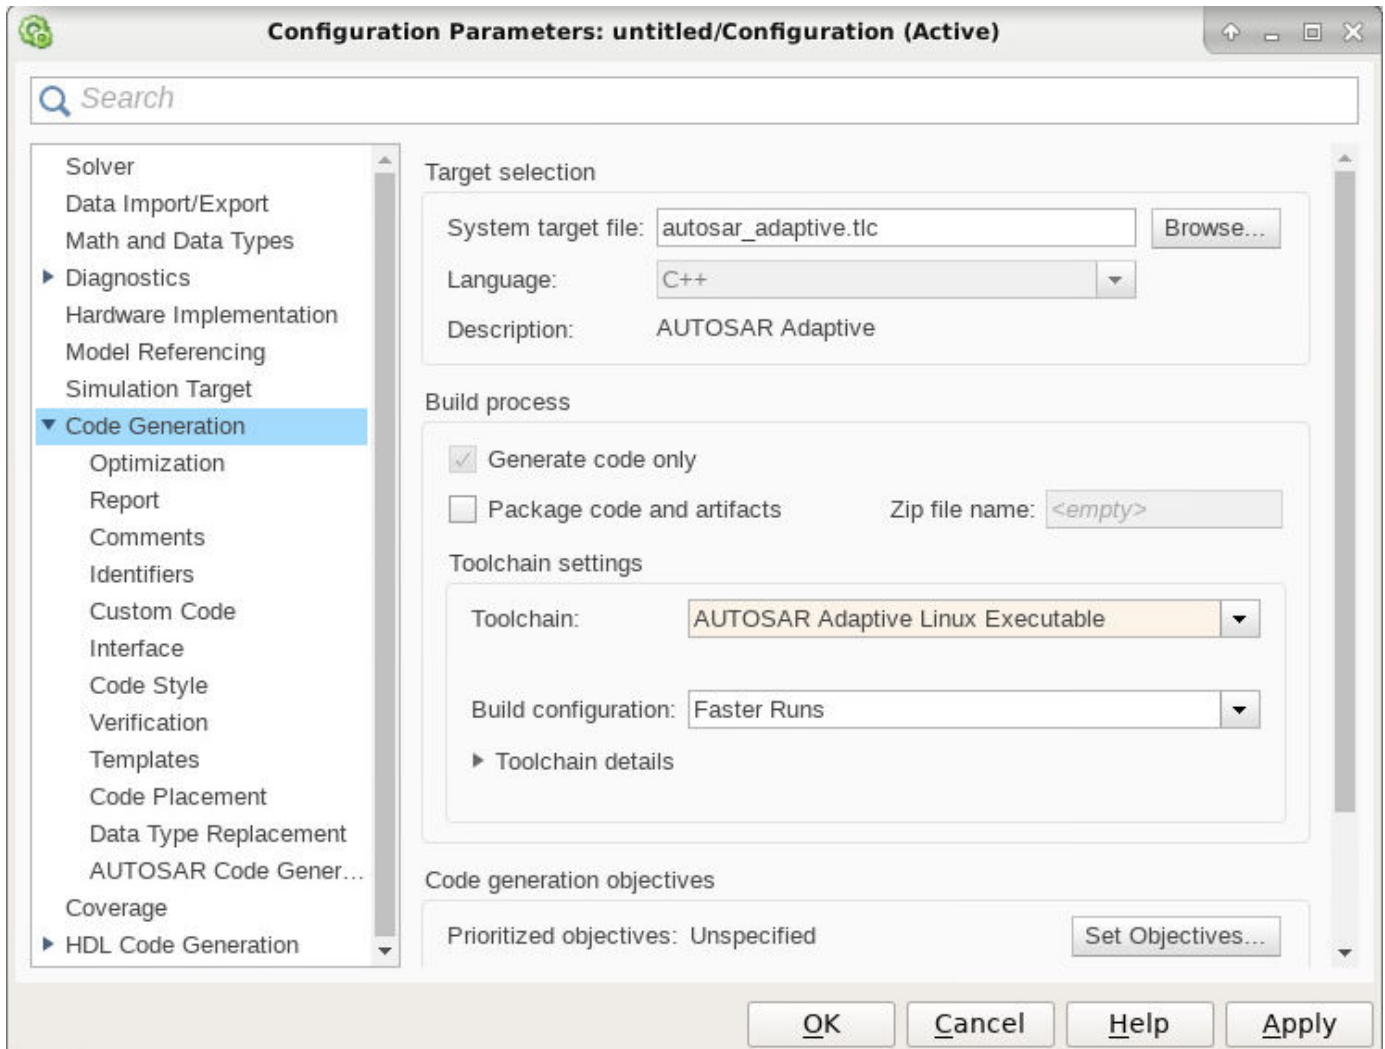 Configuration Parameters: untitled/Configuration (Active)
Search
Solver
Data Import/Export
Math and Data Types
Diagnostics
Hardware Implementation
Model Referencing
Simulation Target
Code Generation
Optimization
Report
Comments
Identifiers
Custom Code
Interface
Code Style
Verification
Templates
Code Placement
Data Type Replacement
AUTOSAR Code Gener...
Coverage
HDL Code Generation
Target selection
System target file: autosar_adaptive.tlc Browse...
Language: C++
Description: AUTOSAR Adaptive
Build process
Generate code only
Package code and artifacts Zip file name: <empty>
Toolchain settings
Toolchain: AUTOSAR Adaptive Linux Executable
Build configuration: Faster Runs
Toolchain details
Code generation objectives
Prioritized objectives: Unspecified Set Objectives...
OK Cancel Help Apply